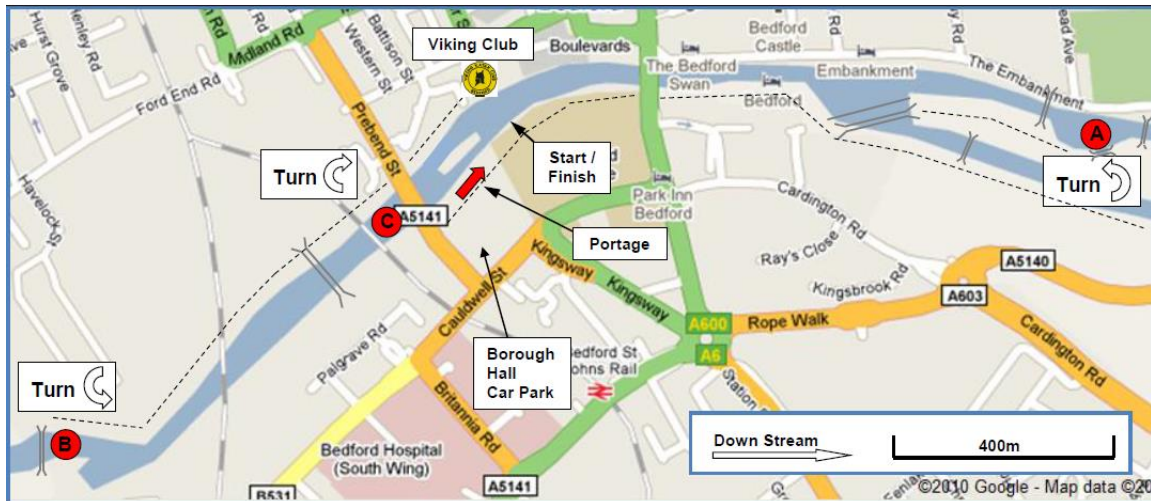 Hurst Grove
Henley Rd
Midland Rd
Battison St
Western St
Viking Club
Boulevards
Bedford
Castle
The Bedford
Swan
Embankment
The Embankment
Bedford
Ford End Rd
Prebend St
Turn
Start /
Finish
A
Turn
C
A5141
Park Inn
Bedford
Cardington Rd
Havelock St
Portage
Ray's Close
A5140
Kingsway
Kingsway
Cauldwell St
Kingsbrook Rd
A603
A600
Rope Walk
A6
Palgrave Rd
Borough
Hall
Car Park
Bedford St
Johns Rail
Cardington Rd
Turn
Britannia Rd
Station
B
Down Stream
400m
Bedford Hospital
(South Wing)
A5141
B531
©2010 Google - Map data ©20